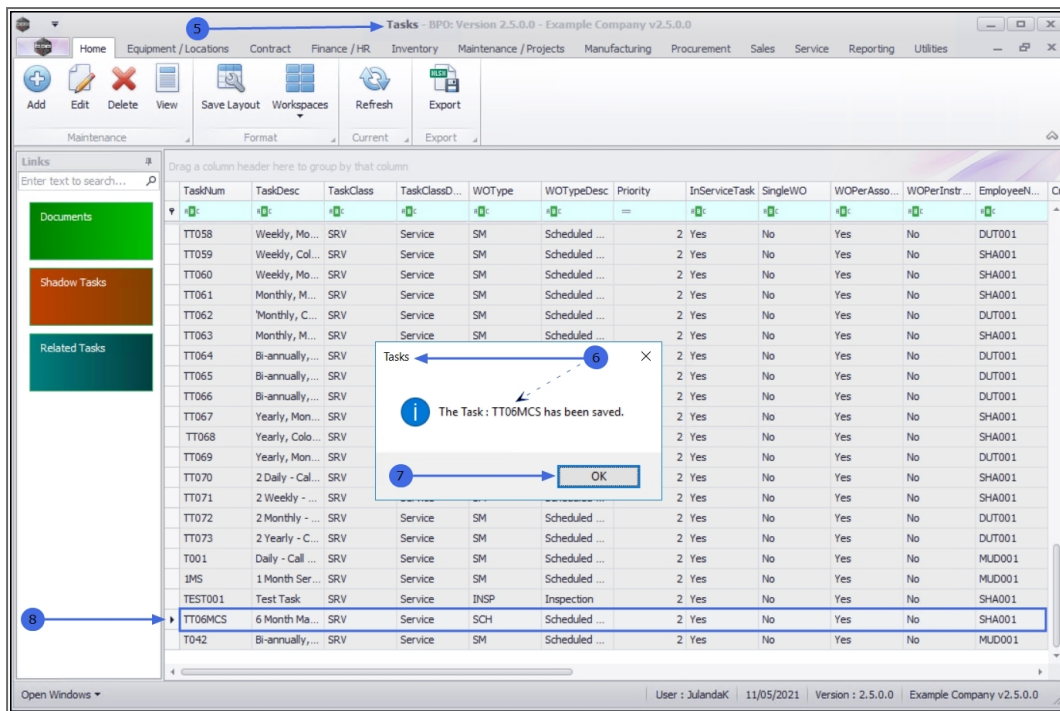 5
Tasks - BPO: Version 2.5.0.0 - Example Company v2.5.0.0
Home Equipment / Locations Contract Finance / HR Inventory Maintenance / Projects Manufacturing Procurement Sales Service Reporting Utilities
Add Edit Delete View Save Layout Workspaces Refresh Export
Maintenance Format Current Export
Links
Enter text to search...
Documents
Shadow Tasks
Related Tasks
Drag a column header here to group by that column
TaskNum TaskDesc TaskClass TaskClassD... WOType WOTypeDesc Priority InServiceTask SingleWO WOPerAsso... WOPerInstr... EmployeeN...
=
TT058 Weekly, Mo... SRV Service SM Scheduled ... 2 Yes No Yes No DUT001
TT059 Weekly, Col... SRV Service SM Scheduled ... 2 Yes No Yes No SHA001
TT060 Weekly, Mo... SRV Service SM Scheduled ... 2 Yes No Yes No SHA001
TT061 Monthly, M... SRV Service SM Scheduled ... 2 Yes No Yes No SHA001
TT062 'Monthly, C... SRV Service SM Scheduled ... 2 Yes No Yes No DUT001
TT063 Monthly, M... SRV Service SM Scheduled ... 2 Yes No Yes No SHA001
TT064 Bi-annually,... SRV 2 Yes No Yes No DUT001
TT065 Bi-annually,... SRV 2 Yes No Yes No DUT001
TT066 Bi-annually,... SRV 2 Yes No Yes No DUT001
TT067 Yearly, Mon... SRV 2 Yes No Yes No SHA001
TT068 Yearly, Colo... SRV 2 Yes No Yes No SHA001
TT069 Yearly, Mon... SRV 2 Yes No Yes No DUT001
TT070 2 Daily - Cal... SRV 2 Yes No Yes No SHA001
TT071 2 Weekly - ... SRV 2 Yes No Yes No SHA001
TT072 2 Monthly - ... SRV Service SM Scheduled ... 2 Yes No Yes No DUT001
TT073 2 Yearly - C... SRV Service SM Scheduled ... 2 Yes No Yes No DUT001
T001 Daily - Call ... SRV Service SM Scheduled ... 2 Yes No Yes No MUD001
1MS 1 Month Ser... SRV Service SM Scheduled ... 2 Yes No Yes No MUD001
TEST001 Test Task SRV Service INSP Inspection 2 Yes No Yes No SHA001
8 TT06MCS 6 Month Ma... SRV Service SCH Scheduled ... 2 Yes No Yes No SHA001
T042 Bi-annually,... SRV Service SM Scheduled ... 2 Yes No Yes No MUD001
Tasks 6
The Task : TT06MCS has been saved.
7 OK
Open Windows User : JulandaK 11/05/2021 Version : 2.5.0.0 Example Company v2.5.0.0